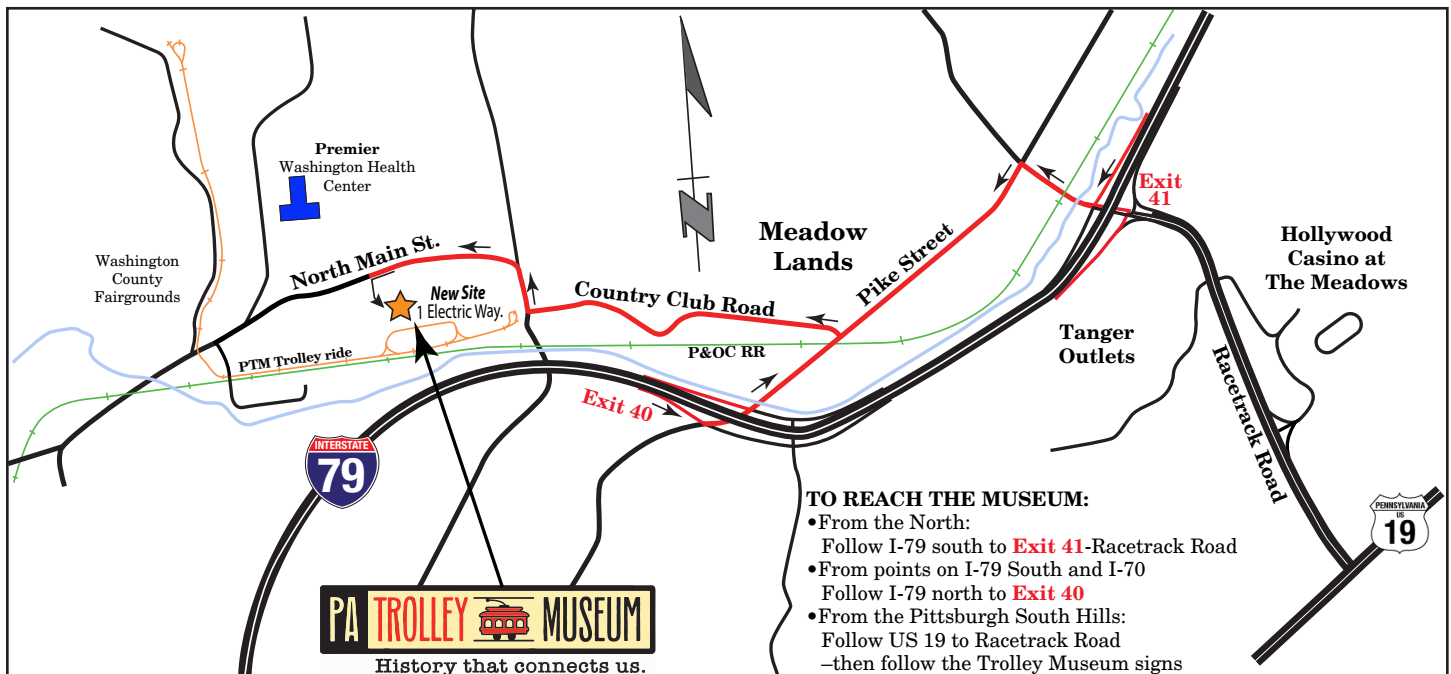 Premier
Washington Health
Center
Washington
County
Fairgrounds
North Main St.
New Site
1 Electric Way.
PTM Trolley ride
Country Club Road
P&OC RR
Meadow
Lands
Pike Street
N
Exit
41
Hollywood
Casino at
The Meadows
Tanger
Outlets
Racetrack Road
Exit 40
INTERSTATE
79
PENNSYLVANIA
US
19
PA TROLLEY MUSEUM
History that connects us.
TO REACH THE MUSEUM:
•From the North:
Follow I-79 south to Exit 41-Racetrack Road
•From points on I-79 South and I-70
Follow I-79 north to Exit 40
•From the Pittsburgh South Hills:
Follow US 19 to Racetrack Road
–then follow the Trolley Museum signs